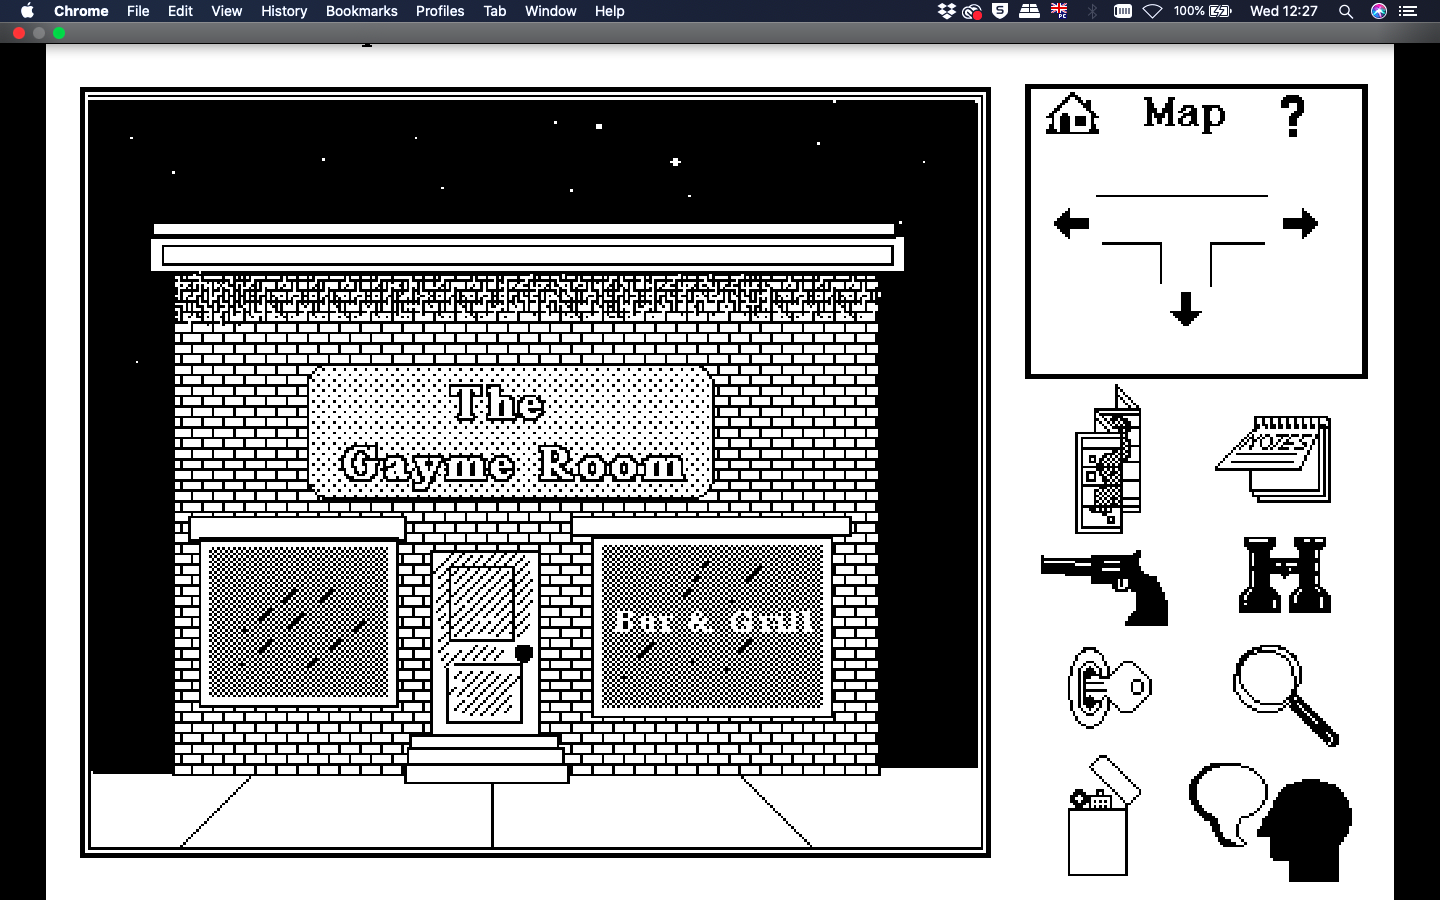 Chrome File Edit View History Bookmarks Profiles Tab Window Help 100% Wed 12:27
Map ?
The
Gayme Room
NOTES
Bar & Grill